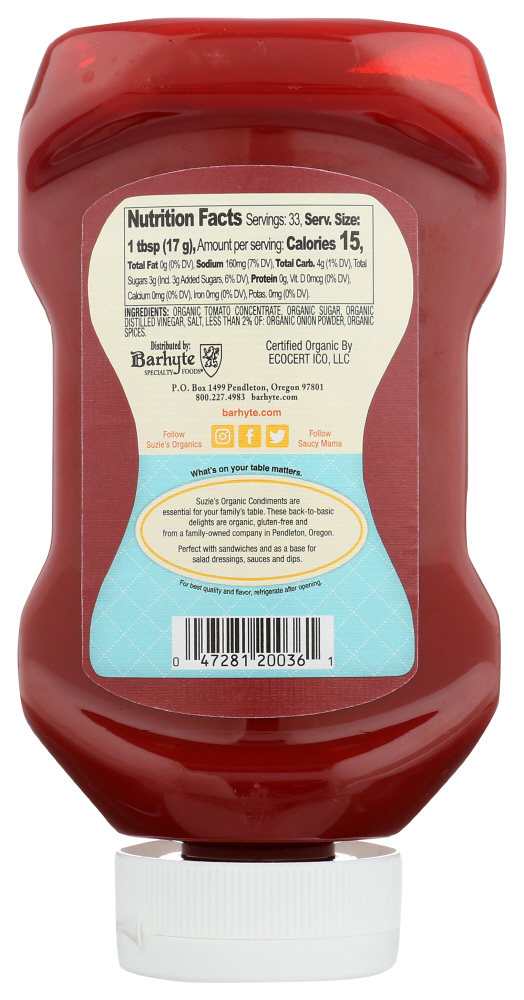 Nutrition Facts Servings: 33, Serv. Size:
1 tbsp (17 g), Amount per serving: Calories 15,
Total Fat 0g (0% DV), Sodium 160mg (7% DV), Total Carb. 4g (1% DV), Total
Sugars 3g (Incl. 3g Added Sugars, 6% DV), Protein 0g, Vit. D 0mcg (0% DV),
Calcium 0mg (0% DV), Iron 0mg (0% DV), Potas. 0mg (0% DV).
INGREDIENTS: ORGANIC TOMATO CONCENTRATE, ORGANIC SUGAR, ORGANIC
DISTILLED VINEGAR, SALT, LESS THAN 2% OF: ORGANIC ONION POWDER, ORGANIC
SPICES.
Distributed by:
Barhyte
SPECIALTY FOODS®
Certified Organic By
ECOCERT ICO, LLC
P.O. Box 1499 Pendleton, Oregon 97801
800.227.4983 barhyte.com
barhyte.com
Follow
Suzie's Organics
Follow
Saucy Mama
What's on your table matters.
Suzie's Organic Condiments are
essential for your family's table. These back-to-basic
delights are organic, gluten-free and
from a family-owned company in Pendleton, Oregon.
Perfect with sandwiches and as a base for
salad dressings, sauces and dips.
For best quality and flavor, refrigerate after opening.
0 47281 20036 1